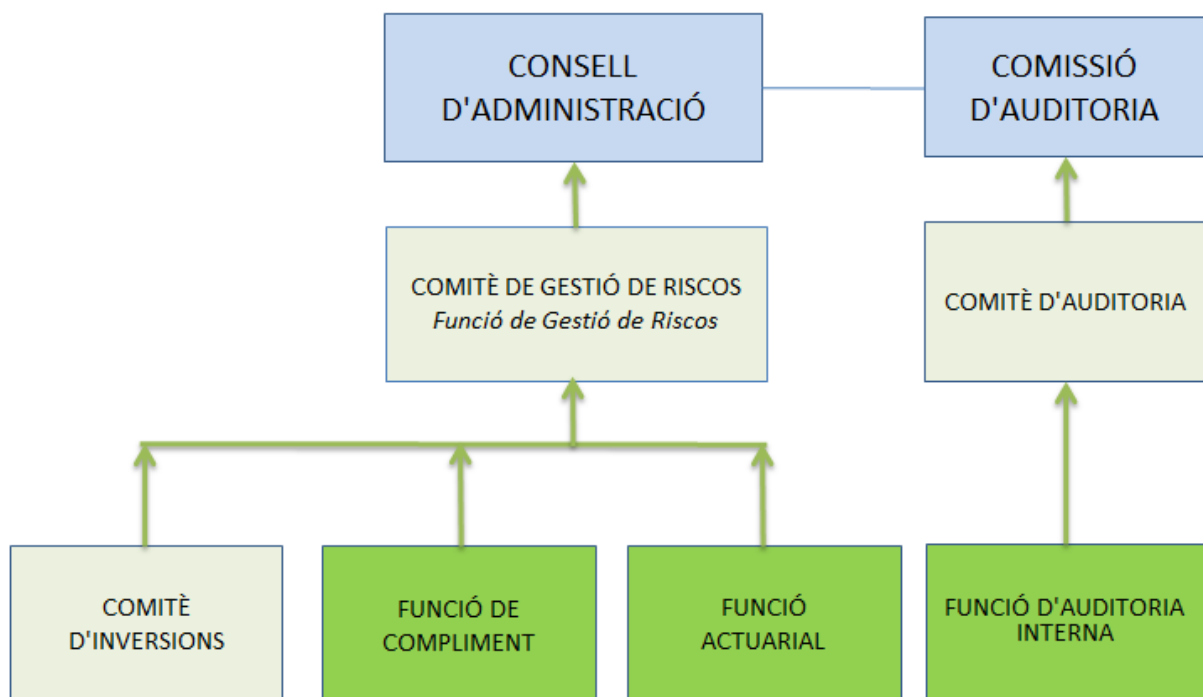 CONSELL
D'ADMINISTRACIÓ
COMISSIÓ
D'AUDITORIA
COMITÈ DE GESTIÓ DE RISCOS
Funció de Gestió de Riscos
COMITÈ D'AUDITORIA
COMITÈ
D'INVERSIONS
FUNCIÓ DE
COMPLIMENT
FUNCIÓ
ACTUARIAL
FUNCIÓ D'AUDITORIA
INTERNA